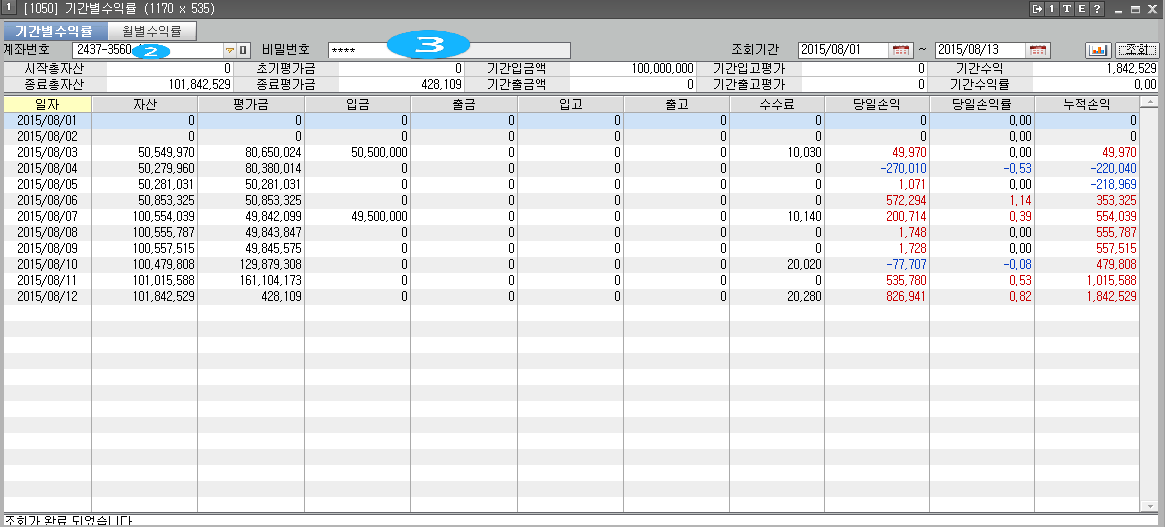 1 [1050] 기간별수익률 (1170 x 535) 1 T E ?
기간별수익률 월별수익률
계좌번호 2437-3560 2 비밀번호 **** 3 조회기간 2015/08/01 ~ 2015/08/13 조회
시작총자산 0 초기평가금 0 기간입금액 100,000,000 기간입고평가 0 기간수익 1,842,529
종료총자산 101,842,529 종료평가금 428,109 기간출금액 0 기간출고평가 0 기간수익률 0,00
일자 자산 평가금 입금 출금 입고 출고 수수료 당일손익 당일손익률 누적손익
2015/08/01 0 0 0 0 0 0 0 0 0,00 0
2015/08/02 0 0 0 0 0 0 0 0 0,00 0
2015/08/03 50,549,970 80,650,024 50,500,000 0 0 0 10,030 49,970 0,00 49,970
2015/08/04 50,279,960 80,380,014 0 0 0 0 0 -270,010 -0,53 -220,040
2015/08/05 50,281,031 50,281,031 0 0 0 0 0 1,071 0,00 -218,969
2015/08/06 50,853,325 50,853,325 0 0 0 0 0 572,294 1,14 353,325
2015/08/07 100,554,039 49,842,099 49,500,000 0 0 0 10,140 200,714 0,39 554,039
2015/08/08 100,555,787 49,843,847 0 0 0 0 0 1,748 0,00 555,787
2015/08/09 100,557,515 49,845,575 0 0 0 0 0 1,728 0,00 557,515
2015/08/10 100,479,808 129,879,308 0 0 0 0 20,020 -77,707 -0,08 479,808
2015/08/11 101,015,588 161,104,173 0 0 0 0 0 535,780 0,53 1,015,588
2015/08/12 101,842,529 428,109 0 0 0 0 20,280 826,941 0,82 1,842,529
조회가 완료 되었습니다